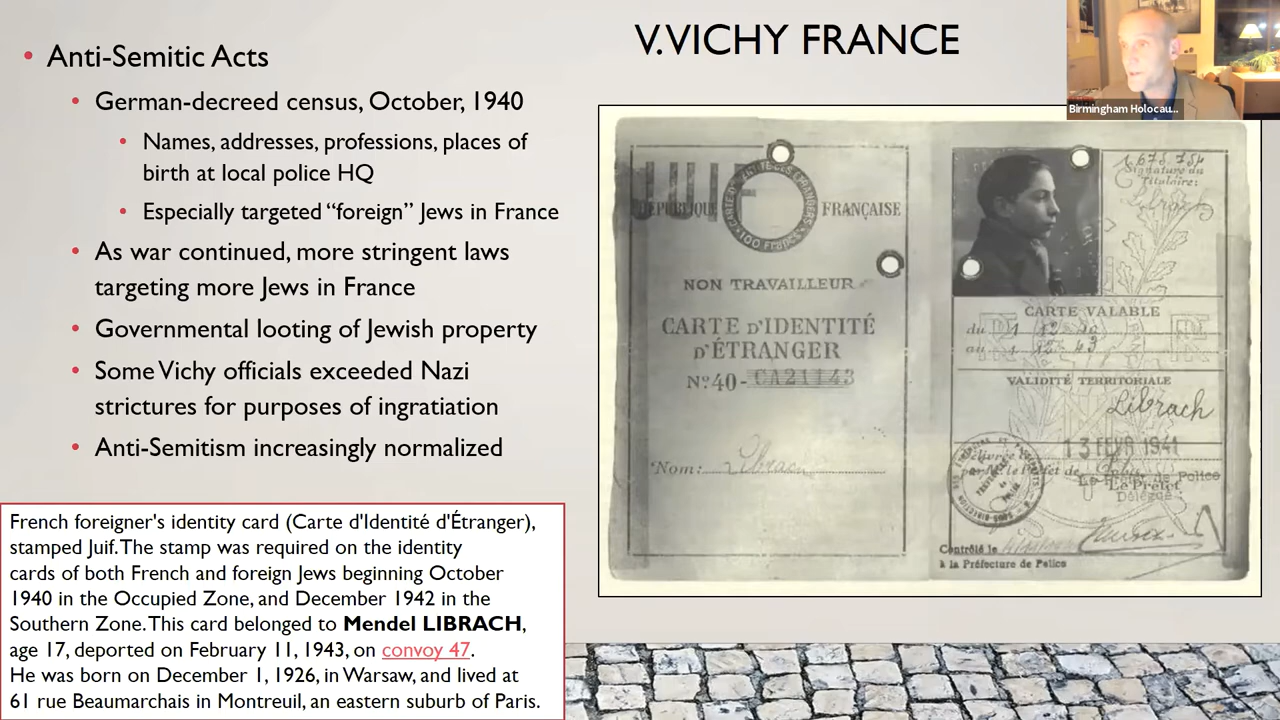 V. VICHY FRANCE
Birmingham Holocau...
• Anti-Semitic Acts
• German-decreed census, October, 1940
• Names, addresses, professions, places of
birth at local police HQ
• Especially targeted “foreign” Jews in France
• As war continued, more stringent laws
targeting more Jews in France
• Governmental looting of Jewish property
• Some Vichy officials exceeded Nazi
strictures for purposes of ingratiation
• Anti-Semitism increasingly normalized
French foreigner's identity card (Carte d'Identité d'Étranger),
stamped Juif. The stamp was required on the identity
cards of both French and foreign Jews beginning October
1940 in the Occupied Zone, and December 1942 in the
Southern Zone. This card belonged to Mendel LIBRACH,
age 17, deported on February 11, 1943, on convoy 47.
He was born on December 1, 1926, in Warsaw, and lived at
61 rue Beaumarchais in Montreuil, an eastern suburb of Paris.
JUIF
RÉPUBLIQUE FRANÇAISE
100 Francs
NON TRAVAILLEUR
CARTE D'IDENTITÉ
D'ÉTRANGER
Nº 40 - CA21143
Nom: Librach
Signature du
Titulaire:
CARTE VALABLE
du
au
VALIDITÉ TERRITORIALE
Librach
13 FEVR 1941
Le Préfet
Délégué
Contrôlé le
à la Préfecture de Police